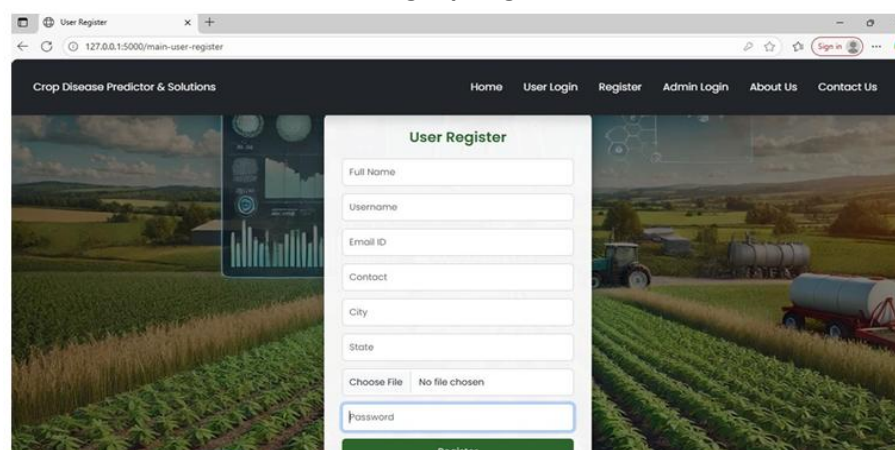 User Register
127.0.0.1:5000/main-user-register
Sign in
Crop Disease Predictor & Solutions
Home User Login Register Admin Login About Us Contact Us
User Register
Full Name
Username
Email ID
Contact
City
State
Choose File No file chosen
Password
Register